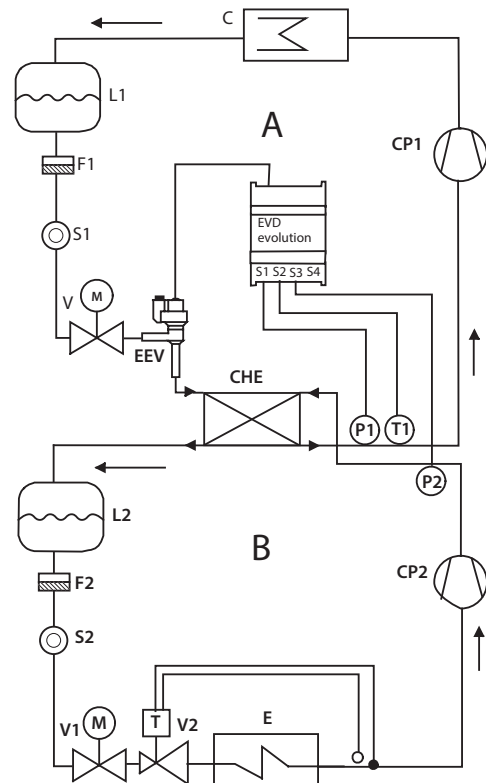 C
L1
A
CP1
F1
EVD
evolution
S1 S2 S3 S4
S1
V
M
EEV
CHE
P1
T1
P2
L2
B
CP2
F2
S2
V1
M
T
V2
E